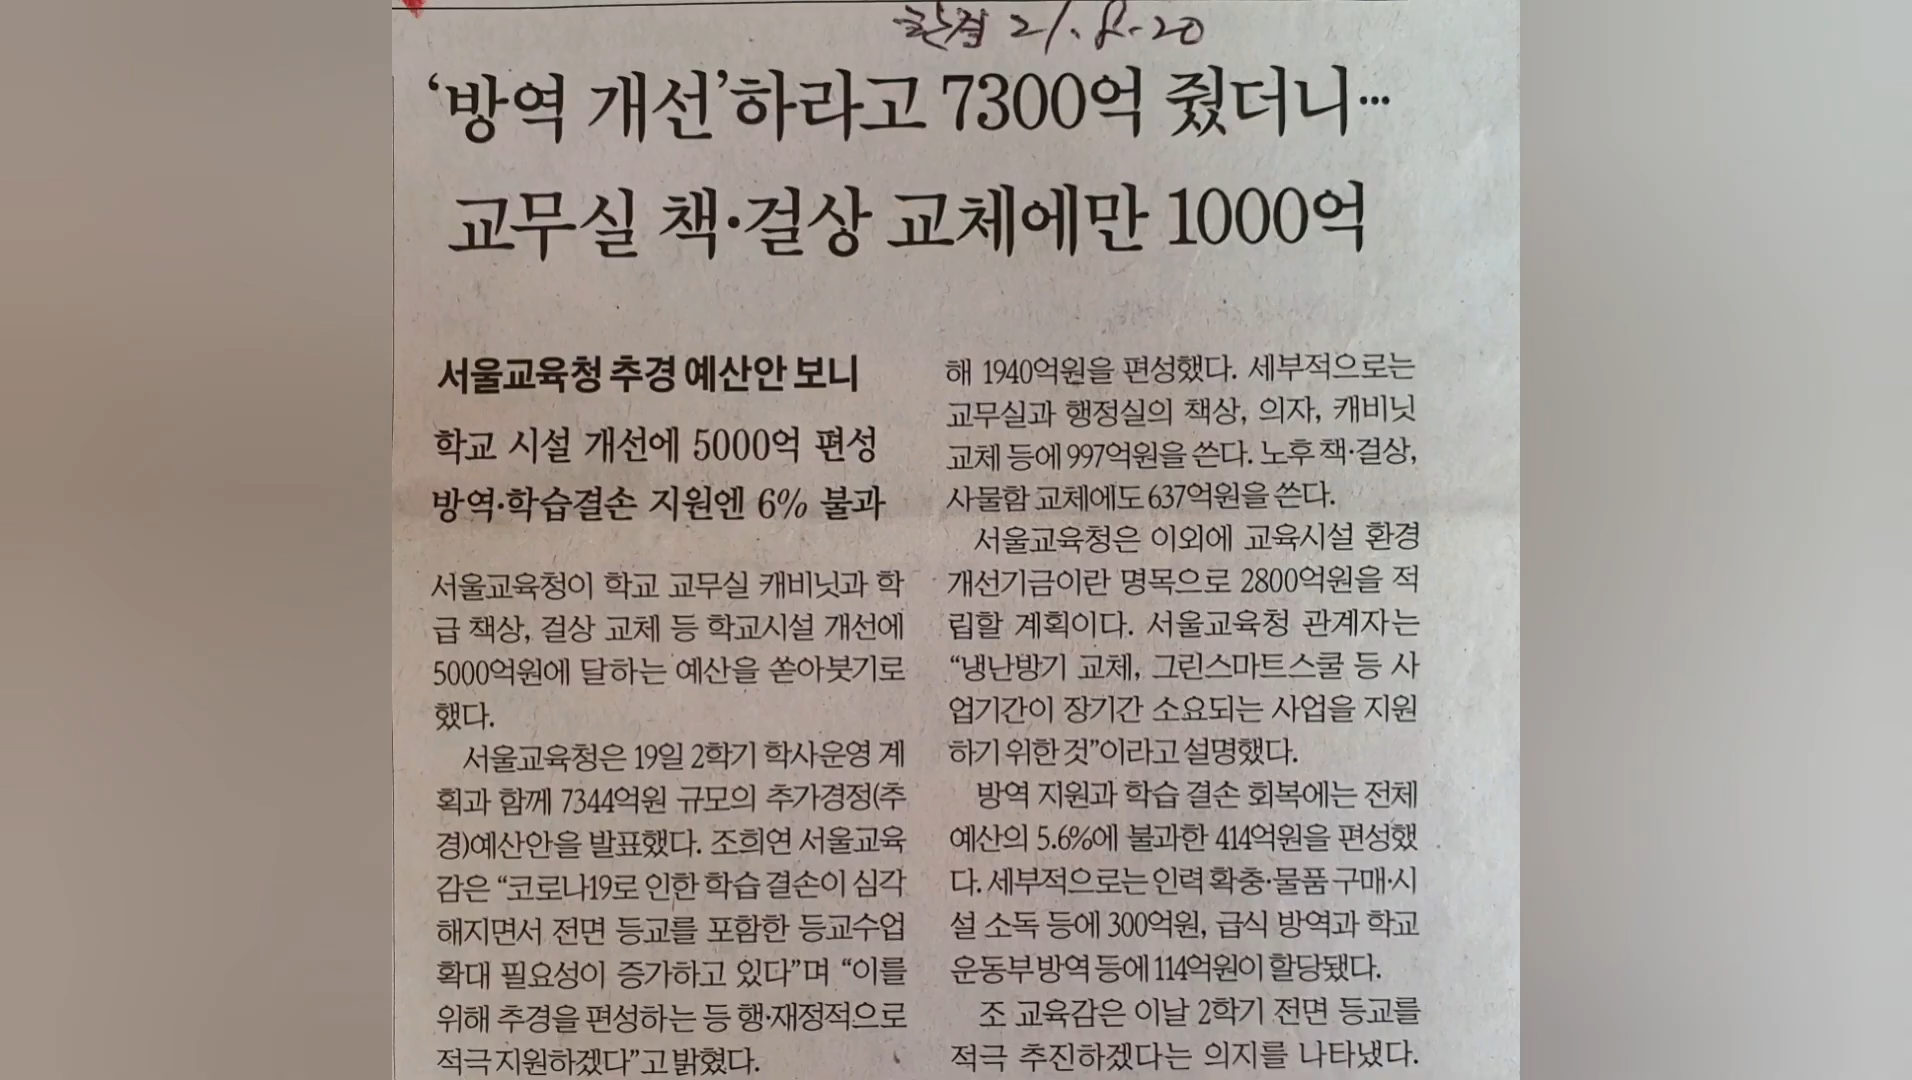 한경 21.8.20
‘방역 개선’하라고 7300억 줬더니…
교무실 책·걸상 교체에만 1000억
서울교육청 추경 예산안 보니
학교 시설 개선에 5000억 편성
방역·학습결손 지원엔 6% 불과
서울교육청이 학교 교무실 캐비닛과 학
급 책상, 걸상 교체 등 학교시설 개선에
5000억원에 달하는 예산을 쏟아붓기로
했다.
서울교육청은 19일 2학기 학사운영 계
획과 함께 7344억원 규모의 추가경정(추
경)예산안을 발표했다. 조희연 서울교육
감은 “코로나19로 인한 학습 결손이 심각
해지면서 전면 등교를 포함한 등교수업
확대 필요성이 증가하고 있다”며 “이를
위해 추경을 편성하는 등 행·재정적으로
적극 지원하겠다”고 밝혔다.
해 1940억원을 편성했다. 세부적으로는
교무실과 행정실의 책상, 의자, 캐비닛
교체 등에 997억원을 쓴다. 노후 책·걸상,
사물함 교체에도 637억원을 쓴다.
서울교육청은 이외에 교육시설 환경
개선기금이란 명목으로 2800억원을 적
립할 계획이다. 서울교육청 관계자는
“냉난방기 교체, 그린스마트스쿨 등 사
업기간이 장기간 소요되는 사업을 지원
하기 위한 것”이라고 설명했다.
방역 지원과 학습 결손 회복에는 전체
예산의 5.6%에 불과한 414억원을 편성했
다. 세부적으로는 인력 확충·물품 구매·시
설 소독 등에 300억원, 급식 방역과 학교
운동부 방역 등에 114억원이 할당됐다.
조 교육감은 이날 2학기 전면 등교를
적극 추진하겠다는 의지를 나타냈다.